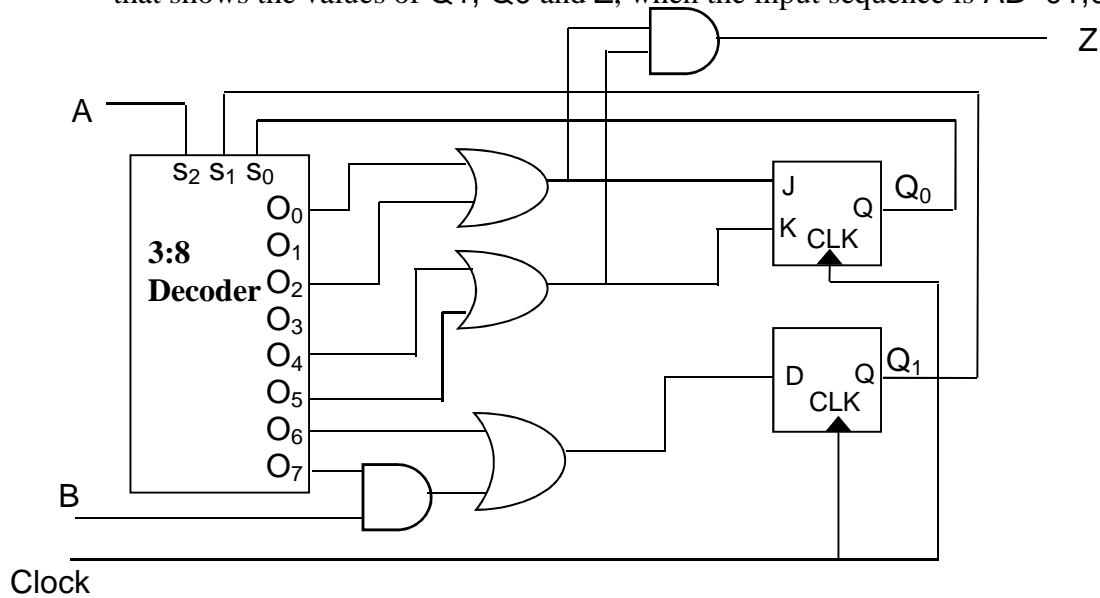 that shows the values of Q1, Q0 and Z, when the input sequence is AB=01,
Z
A
S2 S1 S0
O0
O1
O2
O3
O4
O5
O6
O7
3:8
Decoder
J
Q
K
CLK
Q0
D
Q
CLK
Q1
B
Clock